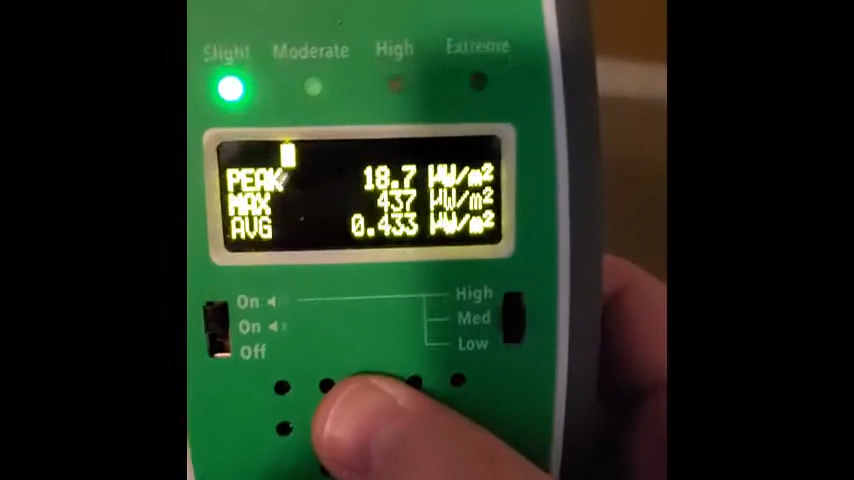 Slight Moderate High Extreme
PEAK 18.7 µW/m²
MAX 437 µW/m²
AVG 0.433 µW/m²
On High
On Med
Off Low